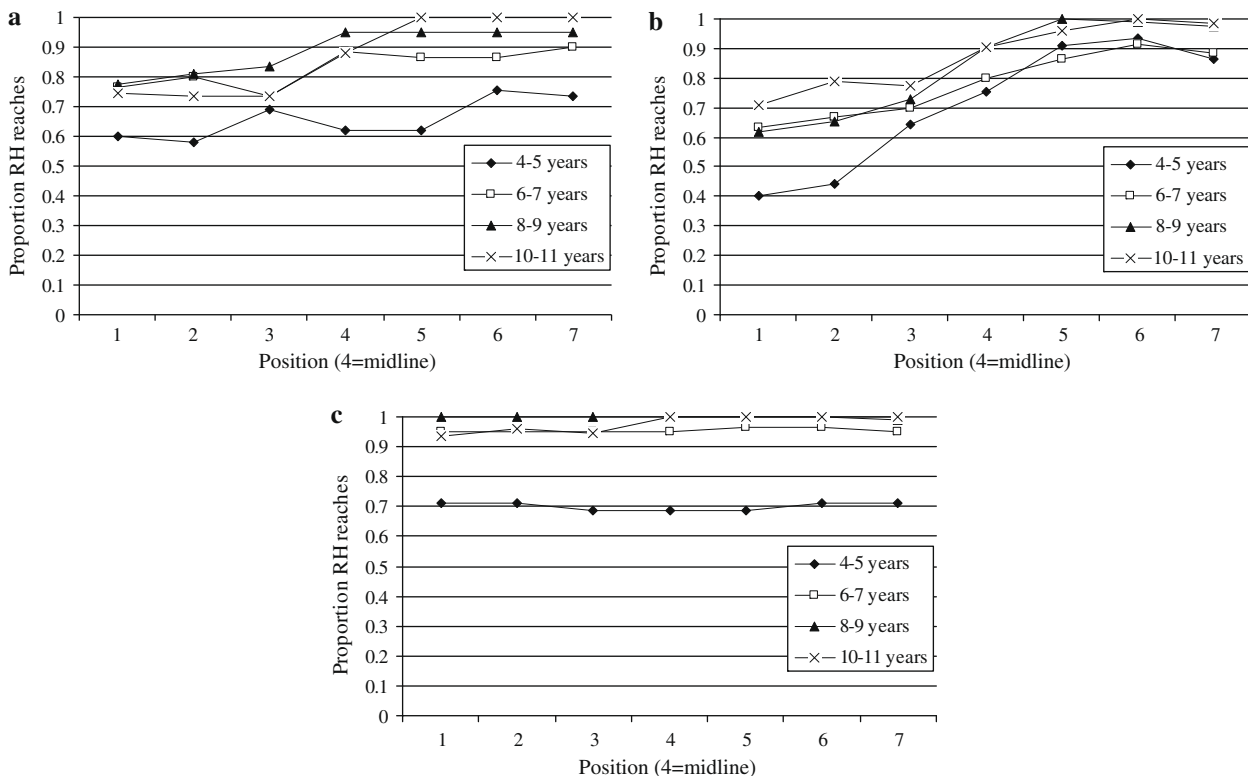 a
Proportion RH reaches
1
0.9
0.8
0.7
0.6
0.5
0.4
0.3
0.2
0.1
0
4-5 years
6-7 years
8-9 years
10-11 years
1 2 3 4 5 6 7
Position (4=midline)
b
Proportion RH reaches
1
0.9
0.8
0.7
0.6
0.5
0.4
0.3
0.2
0.1
0
4-5 years
6-7 years
8-9 years
10-11 years
1 2 3 4 5 6 7
Position (4=midline)
c
Proportion RH reaches
1
0.9
0.8
0.7
0.6
0.5
0.4
0.3
0.2
0.1
0
4-5 years
6-7 years
8-9 years
10-11 years
1 2 3 4 5 6 7
Position (4=midline)